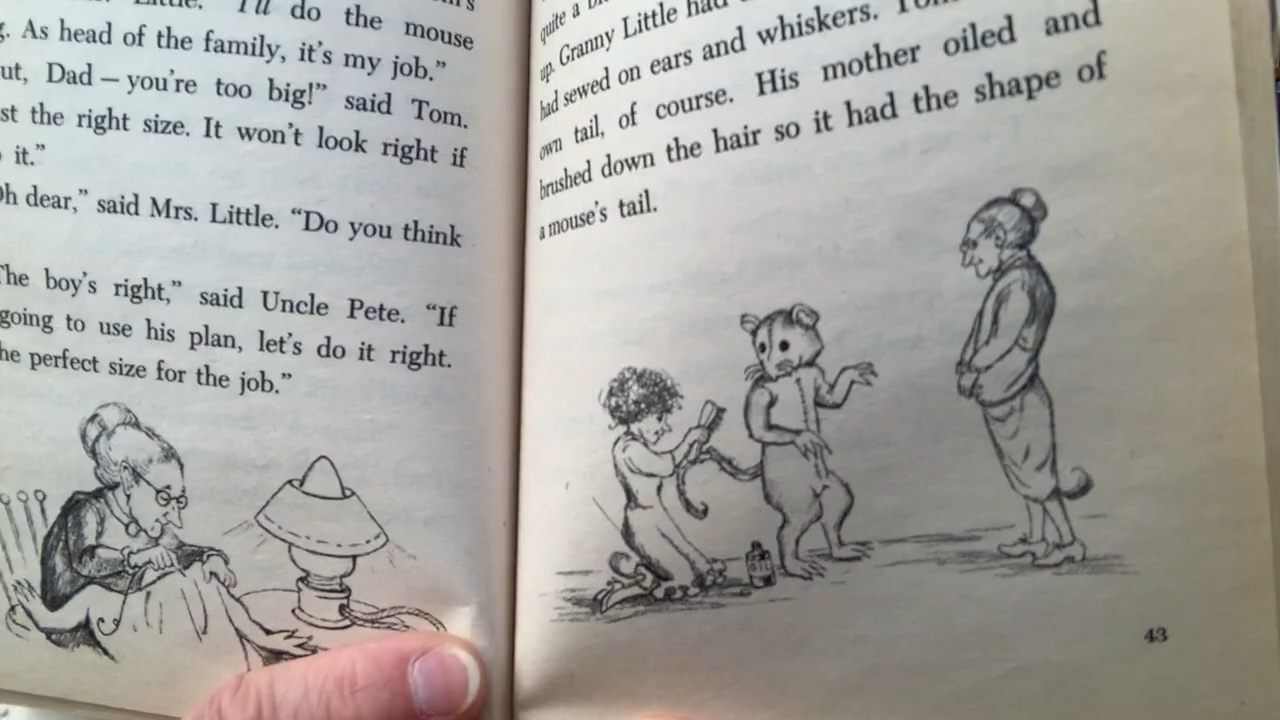 Little. "I'll do the mouse
. As head of the family, it's my job."
ut, Dad — you're too big!" said Tom.
st the right size. It won't look right if
it."
Oh dear," said Mrs. Little. "Do you think
The boy's right," said Uncle Pete. "If
going to use his plan, let's do it right.
he perfect size for the job."
quite a
up. Granny Little had
had sewed on ears and whiskers.
own tail, of course. His mother oiled and
brushed down the hair so it had the shape of
a mouse's tail.
OIL
43